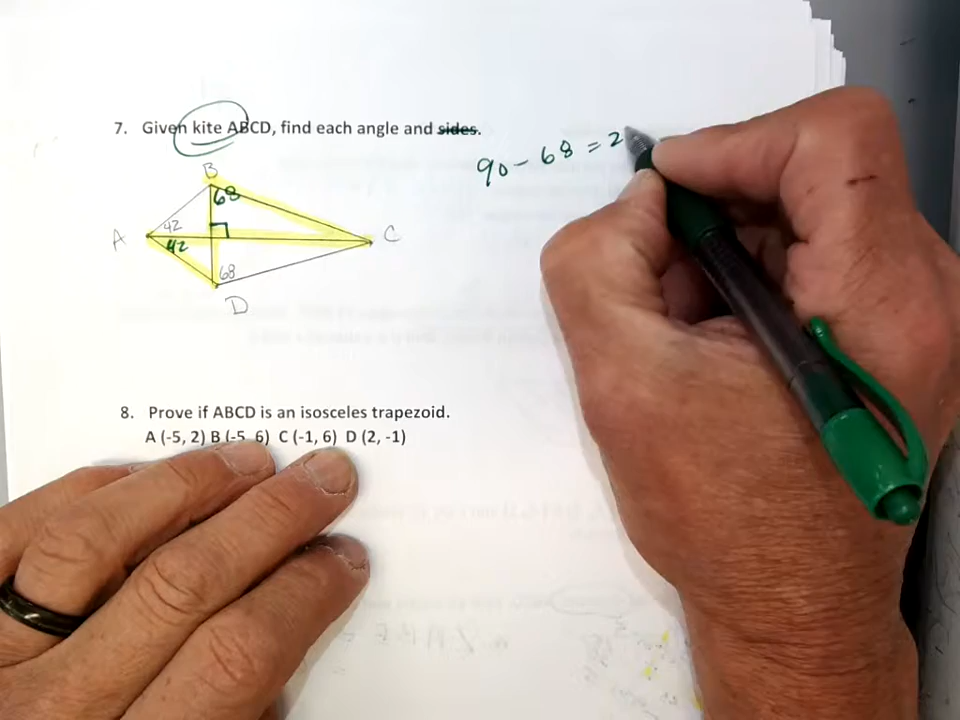 7. Given kite ABCD, find each angle and sides.
90 - 68 = 2
B
68
42
A
C
42
68
D
8. Prove if ABCD is an isosceles trapezoid.
A (-5, 2) B (-5, 6) C (-1, 6) D (2, -1)